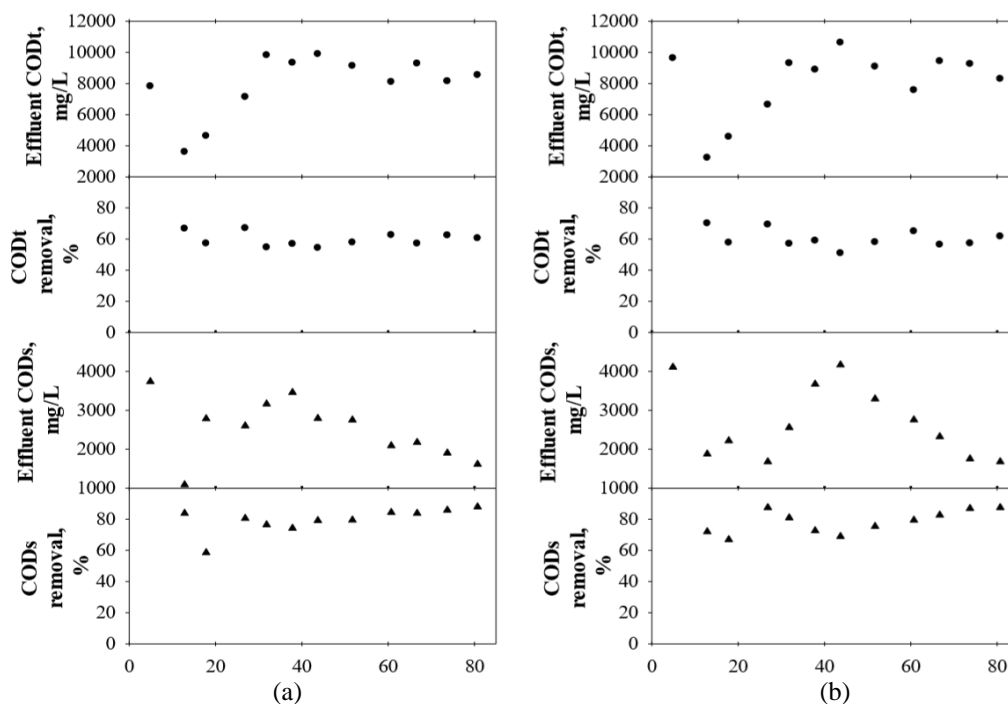 12000
10000
8000
6000
4000
2000
Effluent CODt,
mg/L
80
60
40
20
0
CODt
removal,
%
4000
3000
2000
1000
Effluent CODs,
mg/L
80
60
40
20
0
CODs
removal,
%
0 20 40 60 80
(a)
12000
10000
8000
6000
4000
2000
Effluent CODt,
mg/L
80
60
40
20
0
CODt
removal,
%
4000
3000
2000
1000
Effluent CODs,
mg/L
80
60
40
20
0
CODs
removal,
%
0 20 40 60 80
(b)